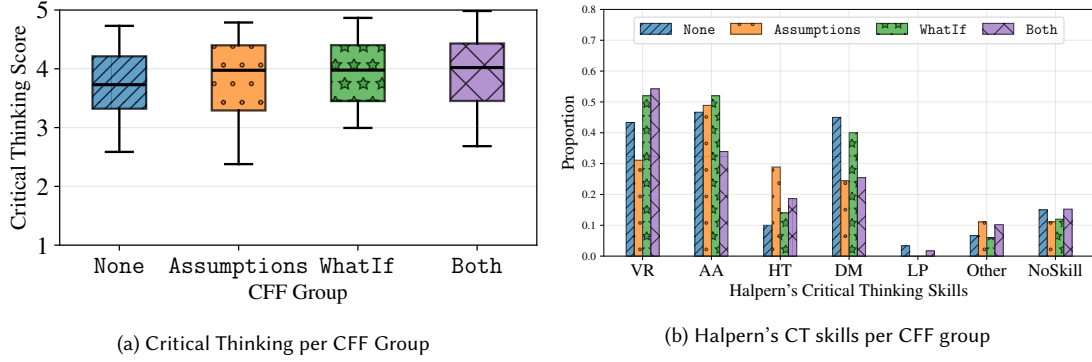 Critical Thinking Score
5
4
3
2
1
None Assumptions WhatIf Both
CFF Group
(a) Critical Thinking per CFF Group
None Assumptions WhatIf Both
Proportion
0.8
0.7
0.6
0.5
0.4
0.3
0.2
0.1
0.0
VR AA HT DM LP Other NoSkill
Halpern's Critical Thinking Skills
(b) Halpern's CT skills per CFF group